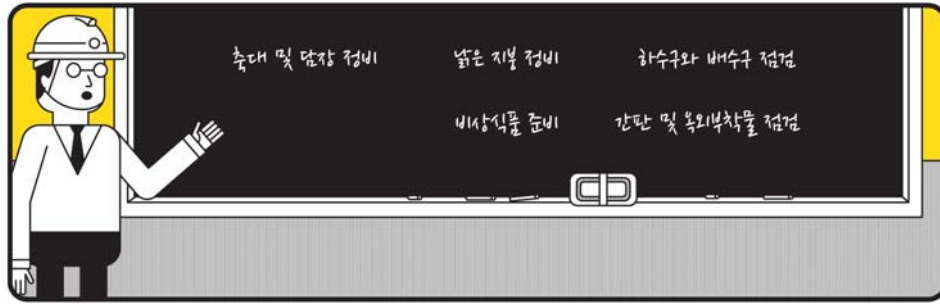 축대 및 담장 정비 낡은 지붕 정비 하수구와 배수구 점검
비상식품 준비 간판 및 옥외부착물 점검